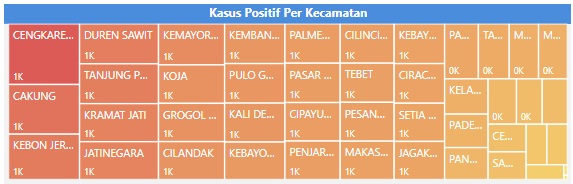 Kasus Positif Per Kecamatan
CENGKARE...
1K
CAKUNG
1K
KEBON JER...
1K
DUREN SAWIT
1K
TANJUNG P...
1K
KRAMAT JATI
1K
JATINEGARA
1K
KEMAYOR...
1K
KOJA
1K
GROGOL ...
1K
CILANDAK
1K
KEMBAN...
1K
PULO G...
1K
KALI DE...
1K
KEBAYO...
1K
PALME...
1K
PASAR ...
1K
CIPAYU...
1K
PENJAR...
1K
CILINCI...
1K
TEBET
1K
PESAN...
1K
MAKAS...
1K
KEBAY...
1K
CIRAC...
1K
SETIA ...
1K
JAGAK...
1K
PA...
0K
TA...
0K
M...
0K
M...
0K
KELA...
PADE...
PAN...
0K
0K
CE...
SA...